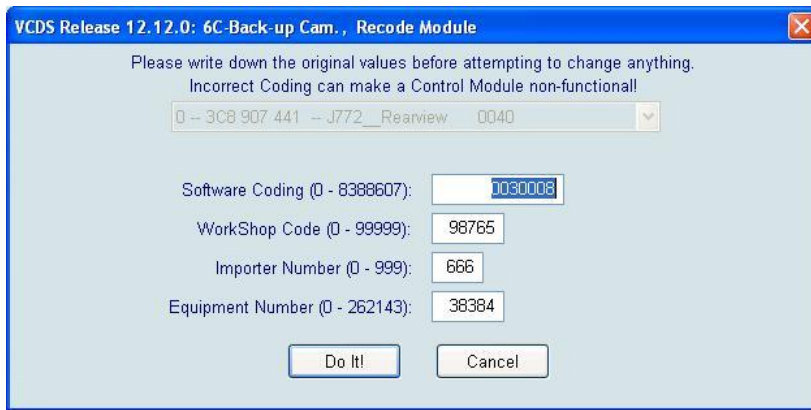 VCDS Release 12.12.0: 6C-Back-up Cam., Recode Module
Please write down the original values before attempting to change anything.
Incorrect Coding can make a Control Module non-functional!
0 -- 3C8 907 441 -- J772__Rearview 0040
Software Coding (0 - 8388607): 0030008
WorkShop Code (0 - 99999): 98765
Importer Number (0 - 999): 666
Equipment Number (0 - 262143): 38384
Do It! Cancel